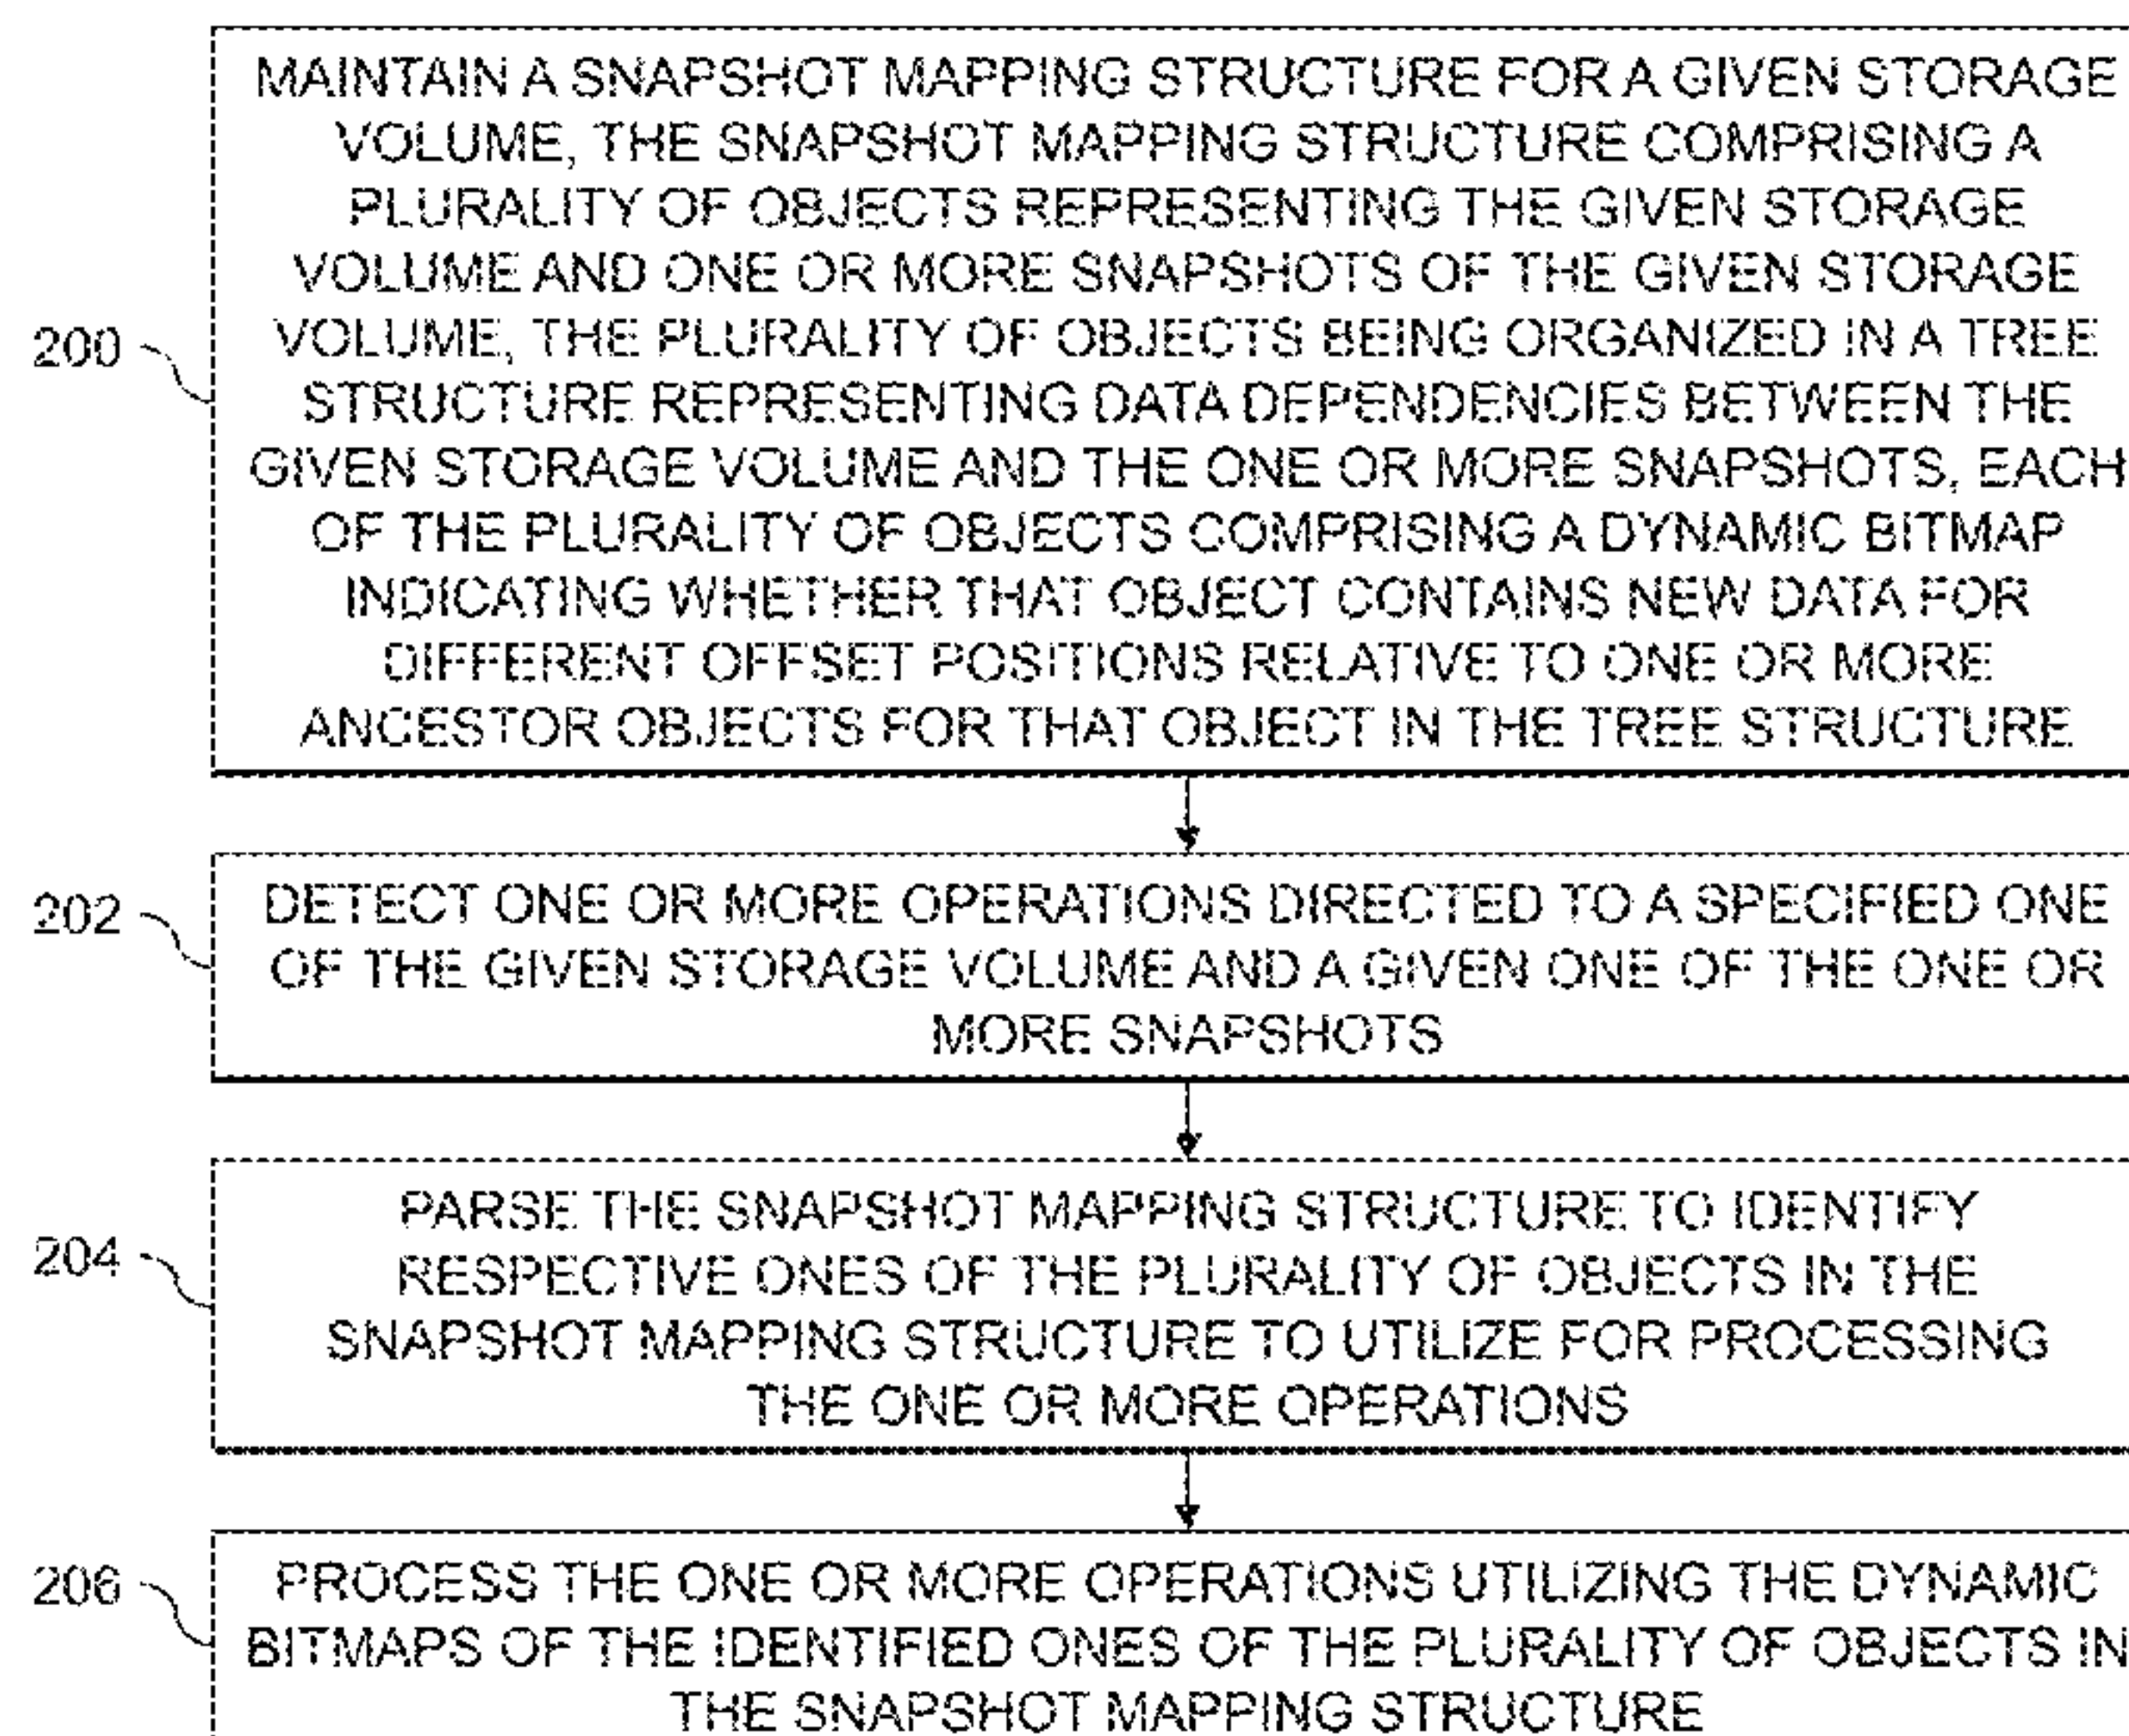 MAINTAIN A SNAPSHOT MAPPING STRUCTURE FOR A GIVEN STORAGE
VOLUME, THE SNAPSHOT MAPPING STRUCTURE COMPRISING A
PLURALITY OF OBJECTS REPRESENTING THE GIVEN STORAGE
VOLUME AND ONE OR MORE SNAPSHOTS OF THE GIVEN STORAGE
200 VOLUME, THE PLURALITY OF OBJECTS BEING ORGANIZED IN A TREE
STRUCTURE REPRESENTING DATA DEPENDENCIES BETWEEN THE
GIVEN STORAGE VOLUME AND THE ONE OR MORE SNAPSHOTS, EACH
OF THE PLURALITY OF OBJECTS COMPRISING A DYNAMIC BITMAP
INDICATING WHETHER THAT OBJECT CONTAINS NEW DATA FOR
DIFFERENT OFFSET POSITIONS RELATIVE TO ONE OR MORE
ANCESTOR OBJECTS FOR THAT OBJECT IN THE TREE STRUCTURE
202 DETECT ONE OR MORE OPERATIONS DIRECTED TO A SPECIFIED ONE
OF THE GIVEN STORAGE VOLUME AND A GIVEN ONE OF THE ONE OR
MORE SNAPSHOTS
PARSE THE SNAPSHOT MAPPING STRUCTURE TO IDENTIFY
204 RESPECTIVE ONES OF THE PLURALITY OF OBJECTS IN THE
SNAPSHOT MAPPING STRUCTURE TO UTILIZE FOR PROCESSING
THE ONE OR MORE OPERATIONS
206 PROCESS THE ONE OR MORE OPERATIONS UTILIZING THE DYNAMIC
BITMAPS OF THE IDENTIFIED ONES OF THE PLURALITY OF OBJECTS IN
THE SNAPSHOT MAPPING STRUCTURE